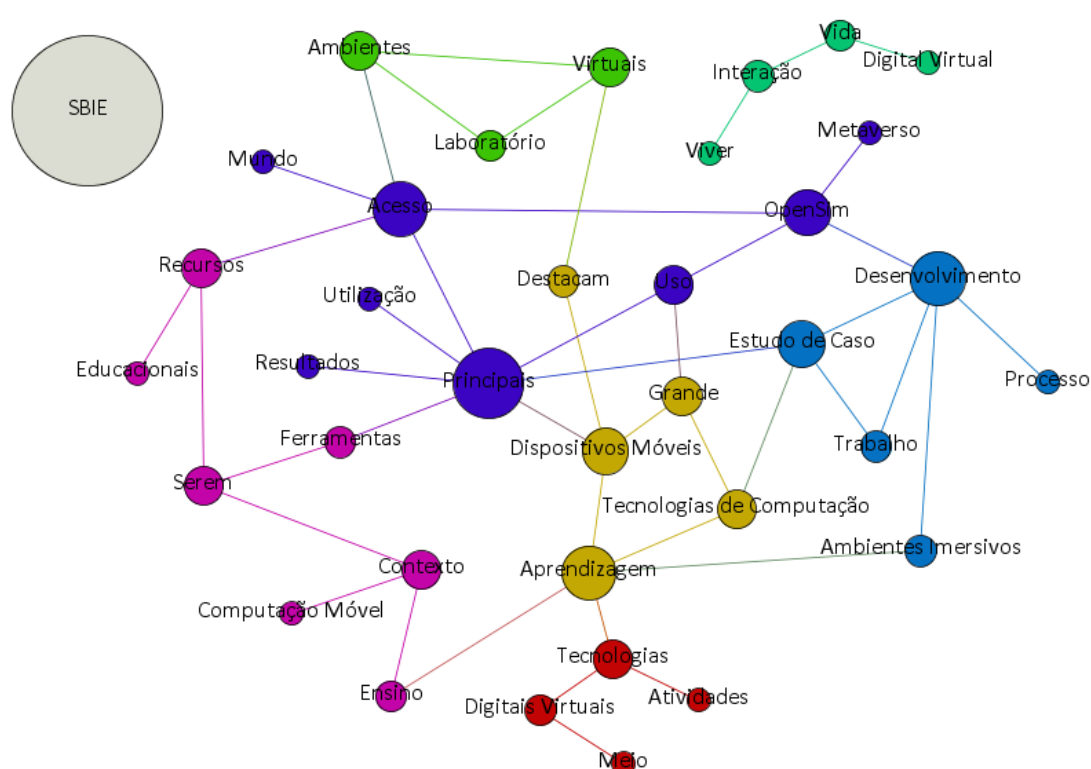 Vida
Ambientes
Digital Virtual
Virtuais
Interação
SBIE
Metaverso
Laboratório
Viver
Mundo
Acesso
OpenSim
Recursos
Destacam
Uso
Desenvolvimento
Utilização
Estudo de Caso
Resultados
Educacionais
Principais
Processo
Grande
Ferramentas
Dispositivos Móveis
Trabalho
Serem
Tecnologias de Computação
Ambientes Imersivos
Contexto
Aprendizagem
Computação Móvel
Tecnologias
Ensino
Atividades
Digitais Virtuais
Meio